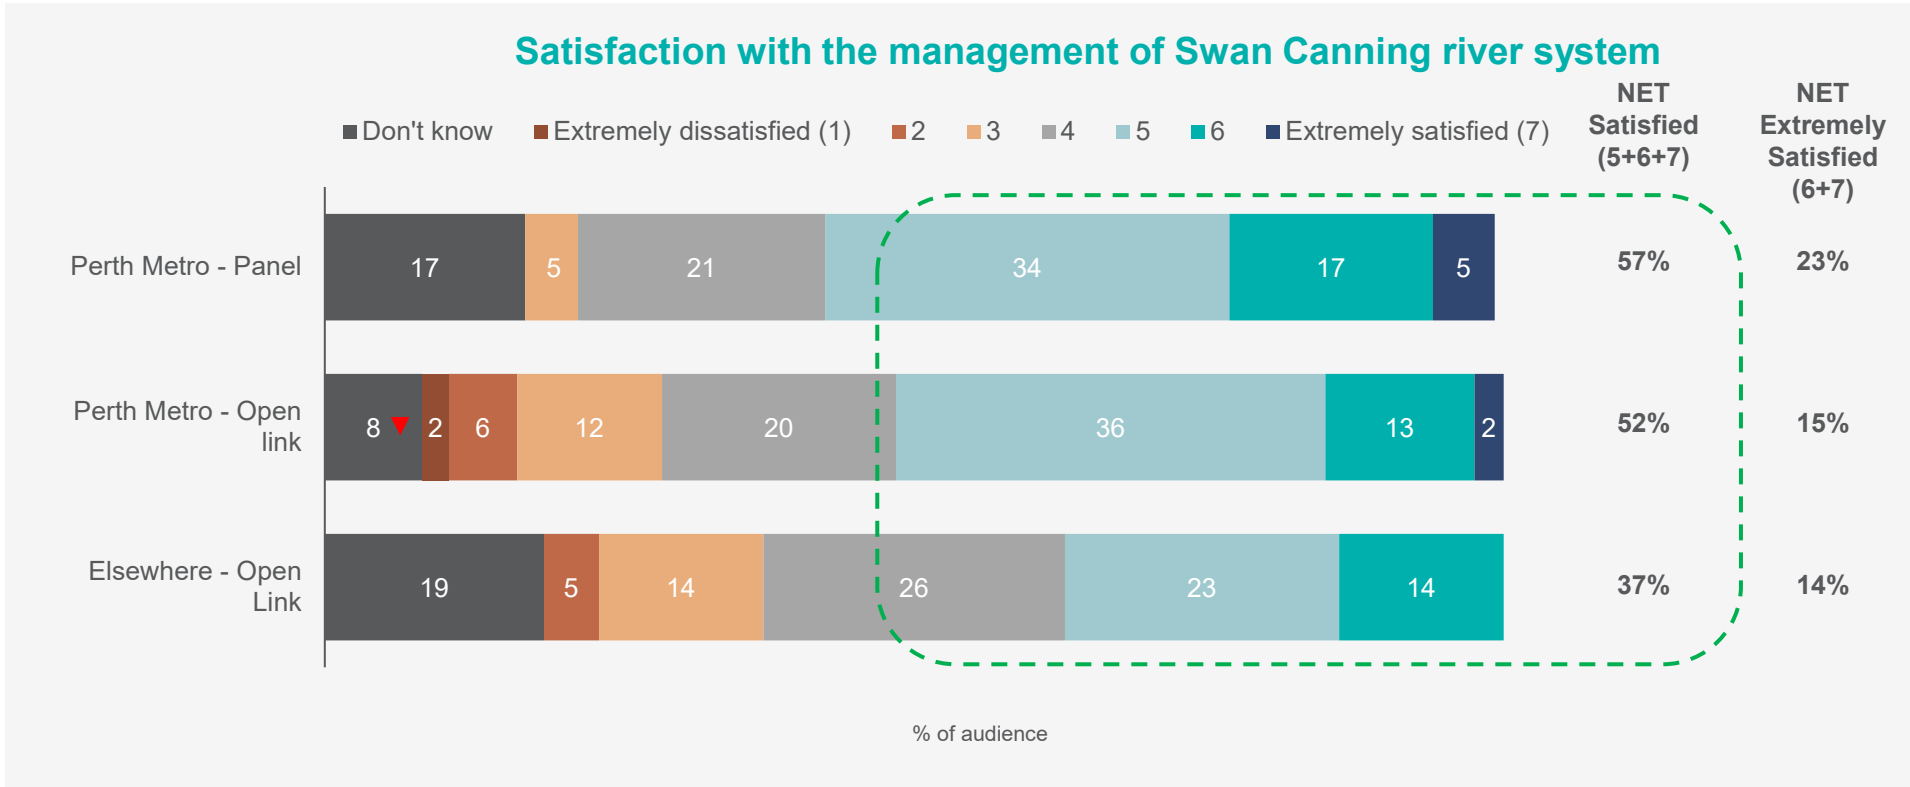 Satisfaction with the management of Swan Canning river system
NET
Satisfied
(5+6+7)
NET
Extremely
Satisfied
(6+7)
Don't know Extremely dissatisfied (1) 2 3 4 5 6 Extremely satisfied (7)
Perth Metro - Panel
17 5 21 34 17 5 57% 23%
Perth Metro - Open
link
8 2 6 12 20 36 13 2 52% 15%
Elsewhere - Open
Link
19 5 14 26 23 14 37% 14%
% of audience